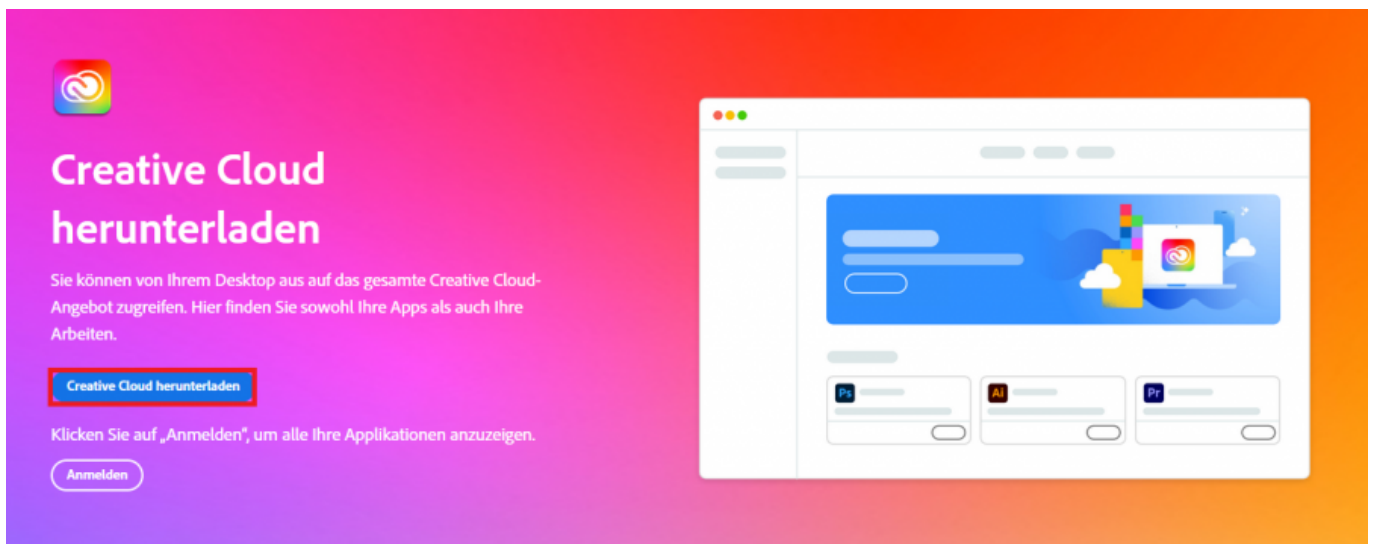 Creative Cloud
herunterladen
Sie können von Ihrem Desktop aus auf das gesamte Creative Cloud-
Angebot zugreifen. Hier finden Sie sowohl Ihre Apps als auch Ihre
Arbeiten.
Creative Cloud herunterladen
Klicken Sie auf „Anmelden“, um alle Ihre Applikationen anzuzeigen.
Anmelden
Ps
Ai
Pr